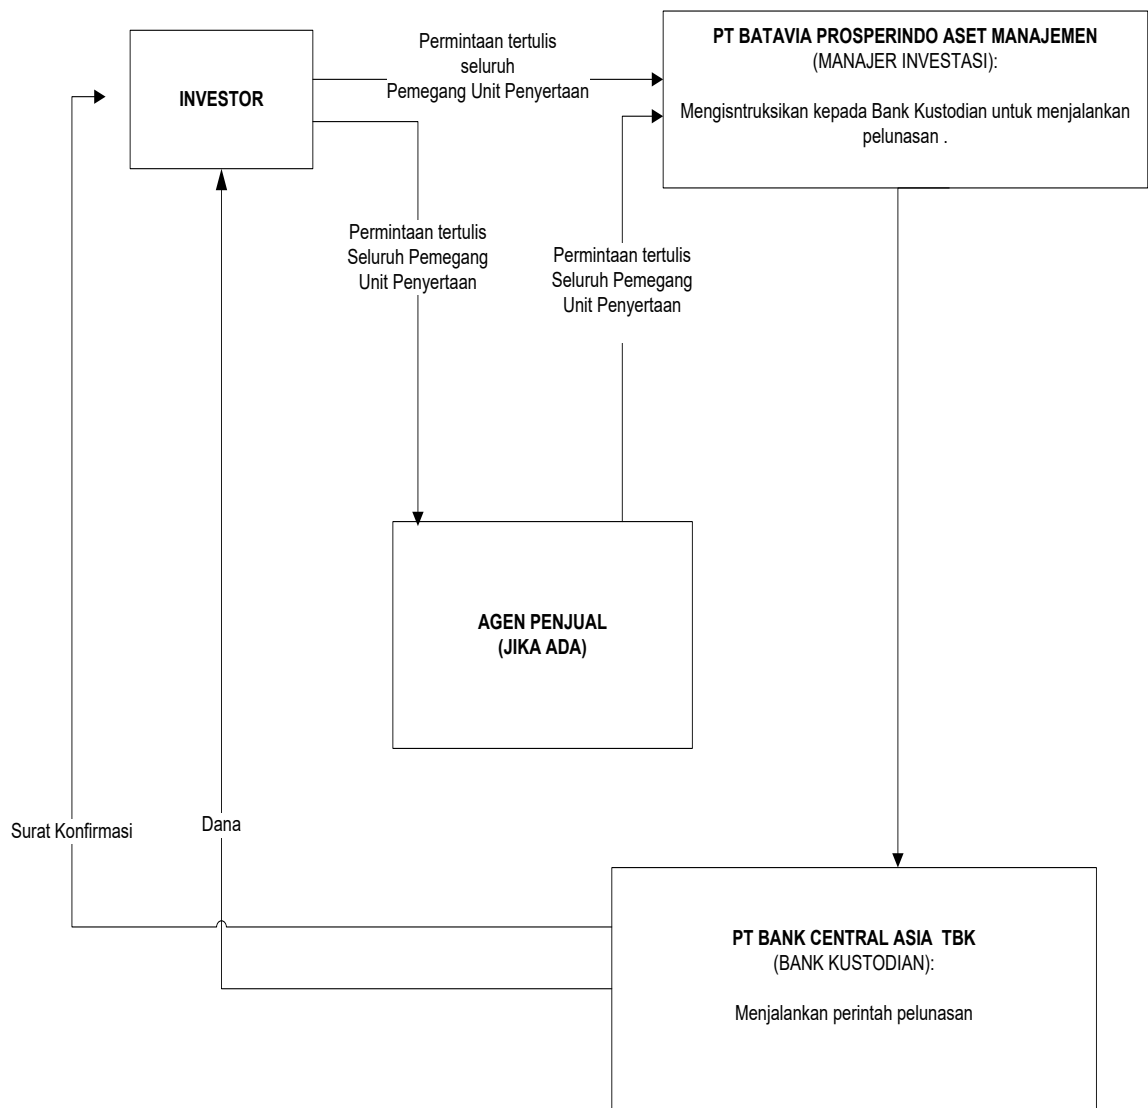 INVESTOR
Permintaan tertulis
seluruh
Pemegang Unit Penyertaan
PT BATAVIA PROSPERINDO ASET MANAJEMEN
(MANAJER INVESTASI):
Mengisntruksikan kepada Bank Kustodian untuk menjalankan
pelunasan .
Permintaan tertulis
Seluruh Pemegang
Unit Penyertaan
Permintaan tertulis
Seluruh Pemegang
Unit Penyertaan
AGEN PENJUAL
(JIKA ADA)
Surat Konfirmasi
Dana
PT BANK CENTRAL ASIA TBK
(BANK KUSTODIAN):
Menjalankan perintah pelunasan